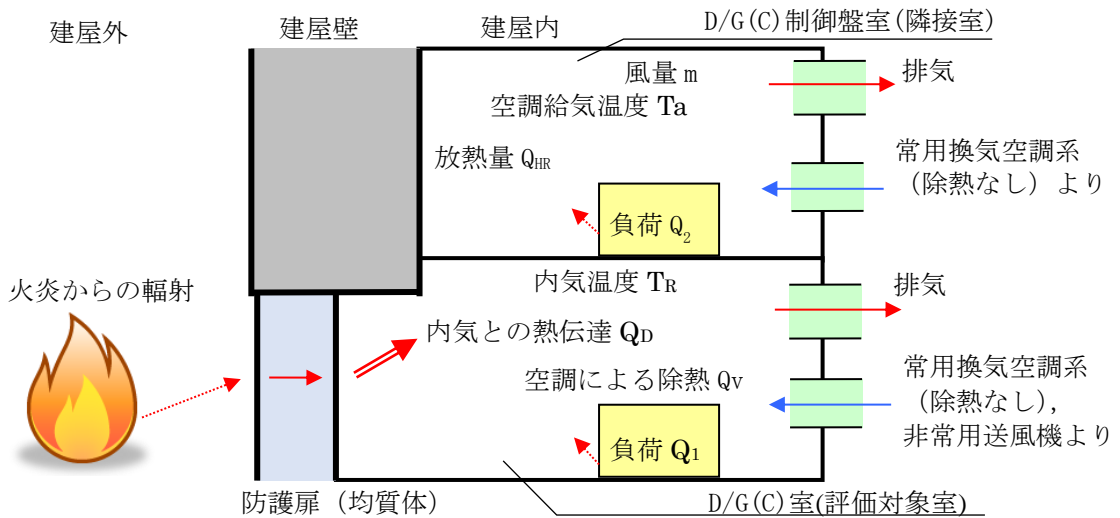 建屋外
建屋壁
建屋内
D/G(C)制御盤室(隣接室)
風量 m
空調給気温度 Ta
排気
放熱量 QHR
常用換気空調系
(除熱なし) より
負荷 Q2
内気温度 TR
火炎からの輻射
排気
内気との熱伝達 QD
空調による除熱 QV
常用換気空調系
(除熱なし),
非常用送風機より
負荷 Q1
防護扉 (均質体)
D/G(C)室(評価対象室)